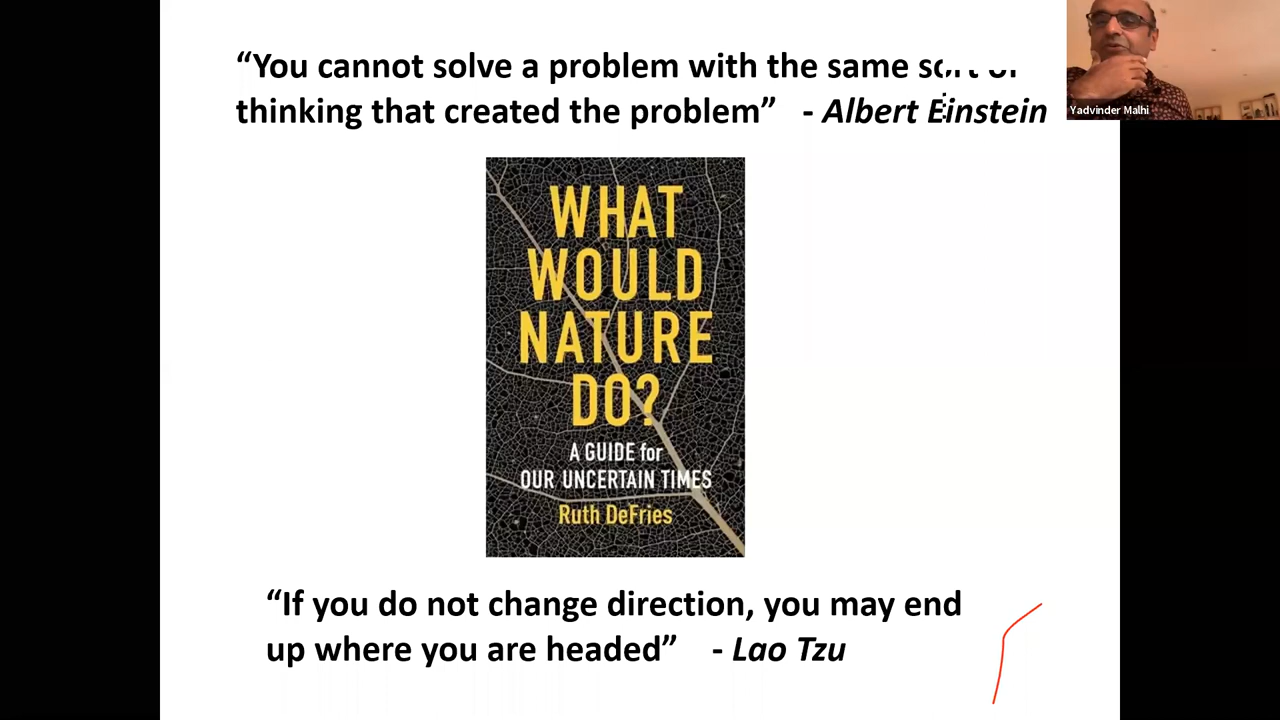 “You cannot solve a problem with the same sort of
thinking that created the problem” - Albert Einstein
Yadvinder Malhi
WHAT
WOULD
NATURE
DO?
A GUIDE for
OUR UNCERTAIN TIMES
Ruth DeFries
“If you do not change direction, you may end
up where you are headed” - Lao Tzu